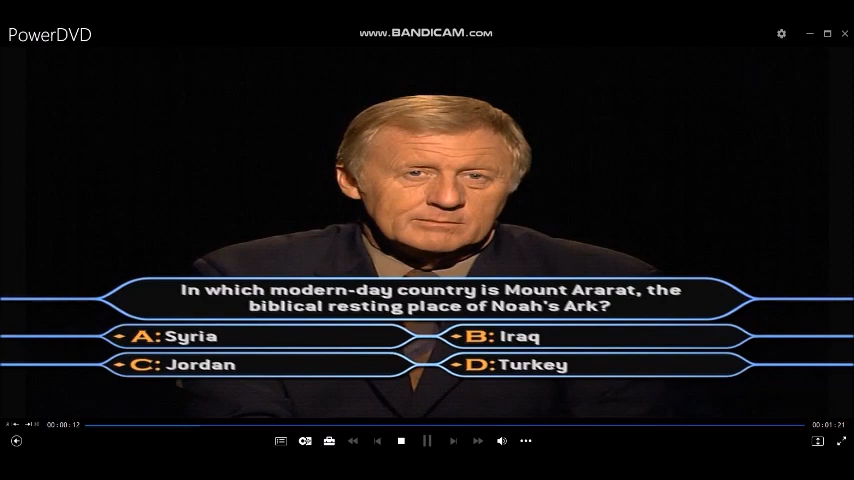 PowerDVD
www.BANDICAM.com
In which modern-day country is Mount Ararat, the
biblical resting place of Noah's Ark?
A: Syria
B: Iraq
C: Jordan
D: Turkey
00:00:12
00:01:21